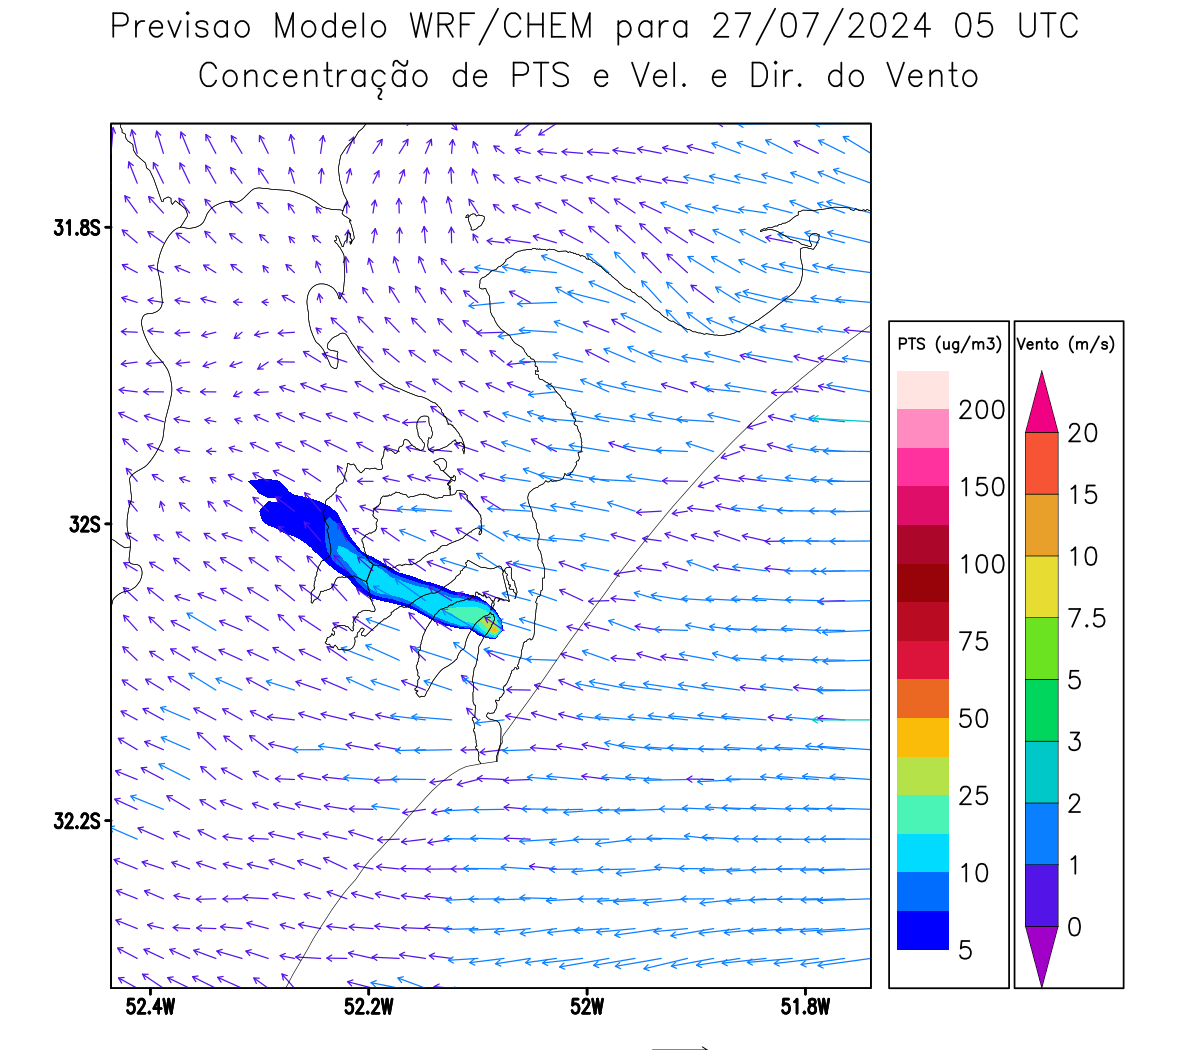 Previsao Modelo WRF/CHEM para 27/07/2024 05 UTC
Concentração de PTS e Vel. e Dir. do Vento
31.8S
32S
32.2S
52.4W
52.2W
52W
51.8W
PTS (ug/m3)
200
150
100
75
50
25
10
5
Vento (m/s)
20
15
10
7.5
5
3
2
1
0